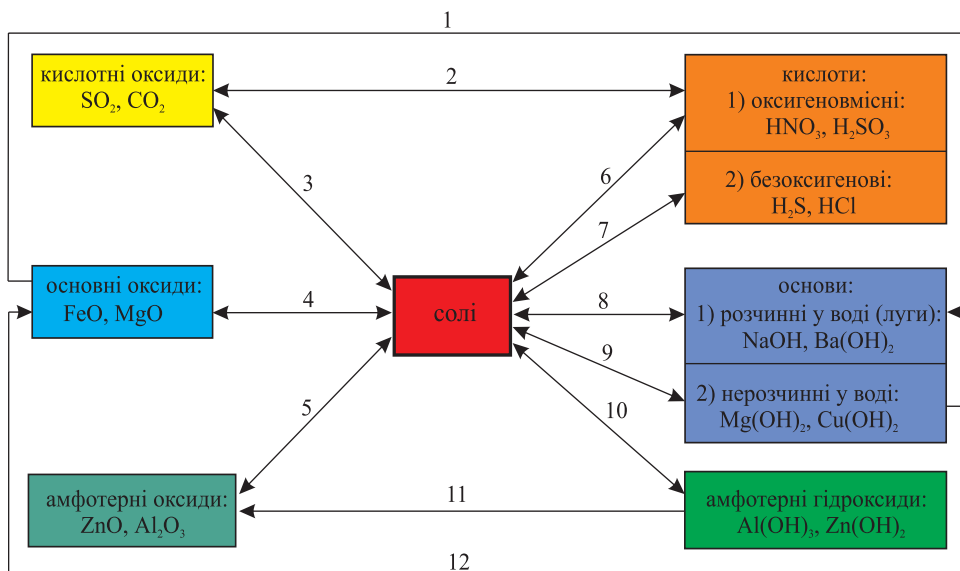 1
кислотні оксиди:
SO₂, CO₂
2
кислоти:
1) оксигеновмісні:
HNO₃, H₂SO₃
2) безоксигенові:
H₂S, HCl
3
6
7
основні оксиди:
FeO, MgO
4
солі
8
основи:
1) розчинні у воді (луги):
NaOH, Ba(OH)₂
9
2) нерозчинні у воді:
Mg(OH)₂, Cu(OH)₂
5
10
амфотерні оксиди:
ZnO, Al₂O₃
11
амфотерні гідроксиди:
Al(OH)₃, Zn(OH)₂
12